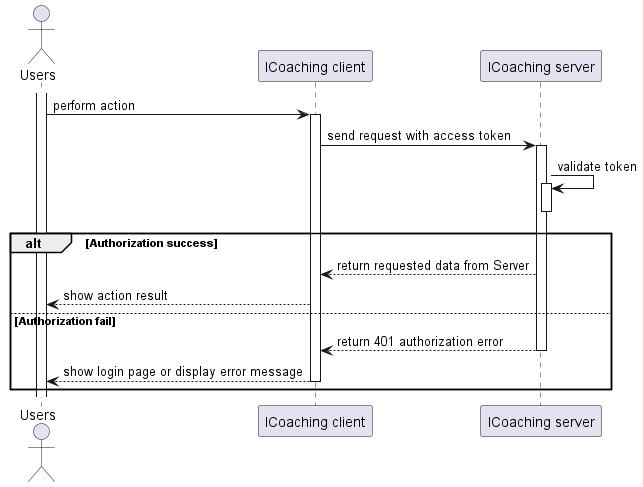 Users
ICoaching client
ICoaching server
perform action
send request with access token
validate token
alt
[Authorization success]
return requested data from Server
show action result
[Authorization fail]
return 401 authorization error
show login page or display error message
Users
ICoaching client
ICoaching server